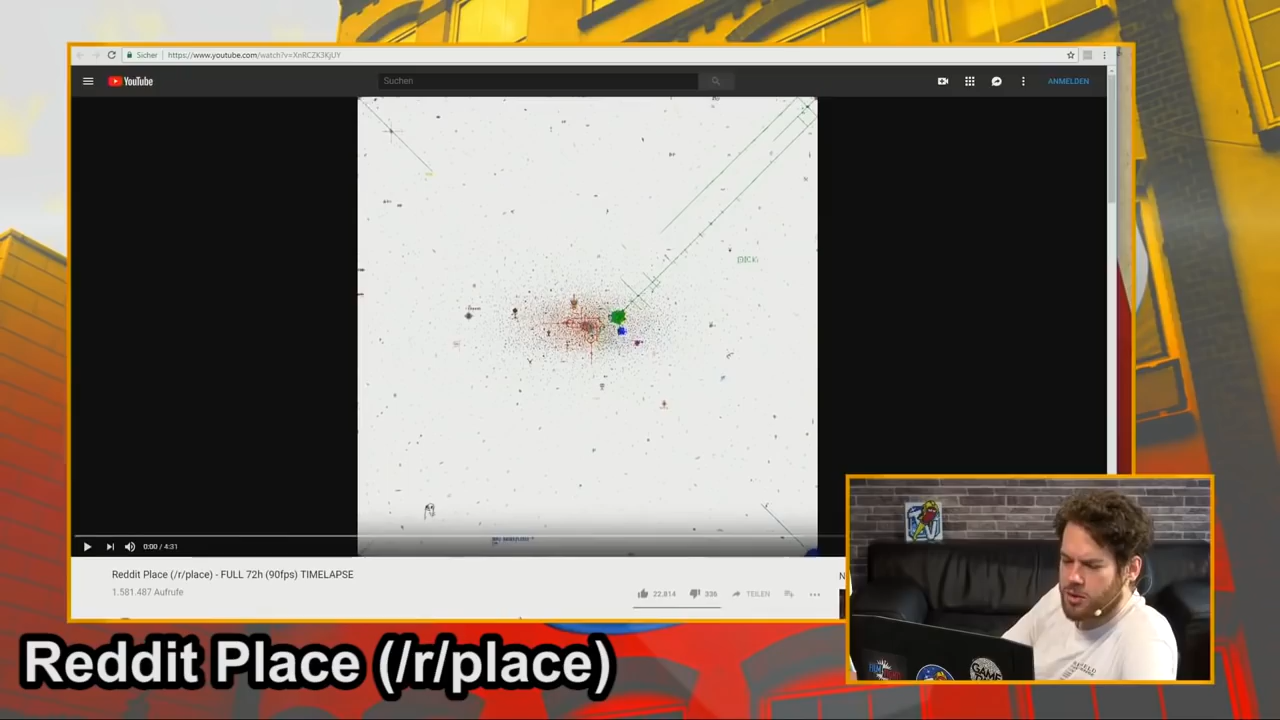 Sicher
https://www.youtube.com/watch?v=XnRCZK3KjUY
YouTube
Suchen
ANMELDEN
0:00 / 4:31
Reddit Place (/r/place) - FULL 72h (90fps) TIMELAPSE
1.581.487 Aufrufe
22.814
336
TEILEN
N
Reddit Place (/r/place)